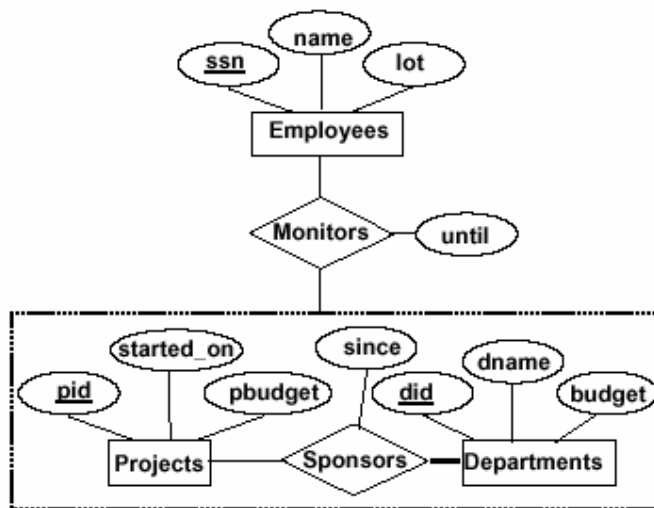 name
ssn
lot
Employees
Monitors
until
started_on
since
dname
pid
pbudget
did
budget
Projects
Sponsors
Departments